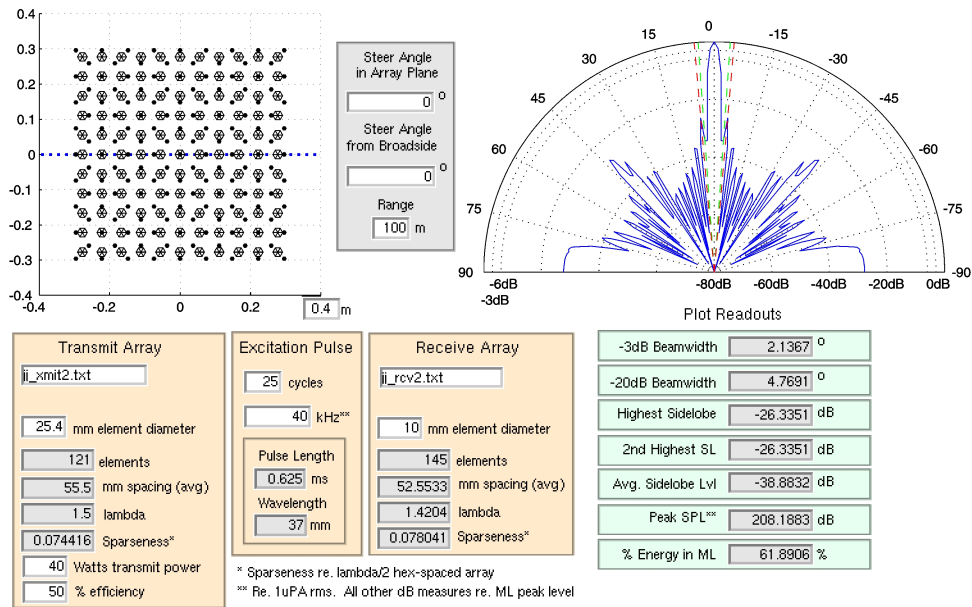 0.4
0.3
0.2
0.1
0
-0.1
-0.2
-0.3
-0.4
-0.4
-0.2
0
0.2
0.4
m
Steer Angle
in Array Plane
0 o
Steer Angle
from Broadside
0 o
Range
100 m
0
15
-15
30
-30
45
-45
60
-60
75
-75
90
-90
-6dB
-3dB
-80dB
-60dB
-40dB
-20dB
0dB
Plot Readouts
-3dB Beamwidth 2.1367 o
-20dB Beamwidth 4.7691 o
Highest Sidelobe -26.3351 dB
2nd Highest SL -26.3351 dB
Avg. Sidelobe Lvl -38.8832 dB
Peak SPL** 208.1883 dB
% Energy in ML 61.8906 %
Transmit Array
jj_xmit2.txt
25.4 mm element diameter
121 elements
55.5 mm spacing (avg)
1.5 lambda
0.074416 Sparseness*
40 Watts transmit power
50 % efficiency
Excitation Pulse
25 cycles
40 kHz**
Pulse Length
0.625 ms
Wavelength
37 mm
Receive Array
jj_rcv2.txt
10 mm element diameter
145 elements
52.5533 mm spacing (avg)
1.4204 lambda
0.078041 Sparseness*
* Sparseness re. lambda/2 hex-spaced array
** Re. 1uPA rms. All other dB measures re. ML peak level